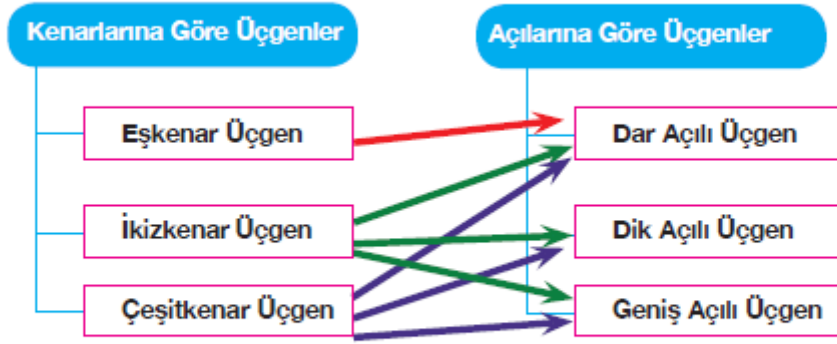 Kenarlarına Göre Üçgenler
Eşkenar Üçgen
İkizkenar Üçgen
Çeşitkenar Üçgen
Açılarına Göre Üçgenler
Dar Açılı Üçgen
Dik Açılı Üçgen
Geniş Açılı Üçgen